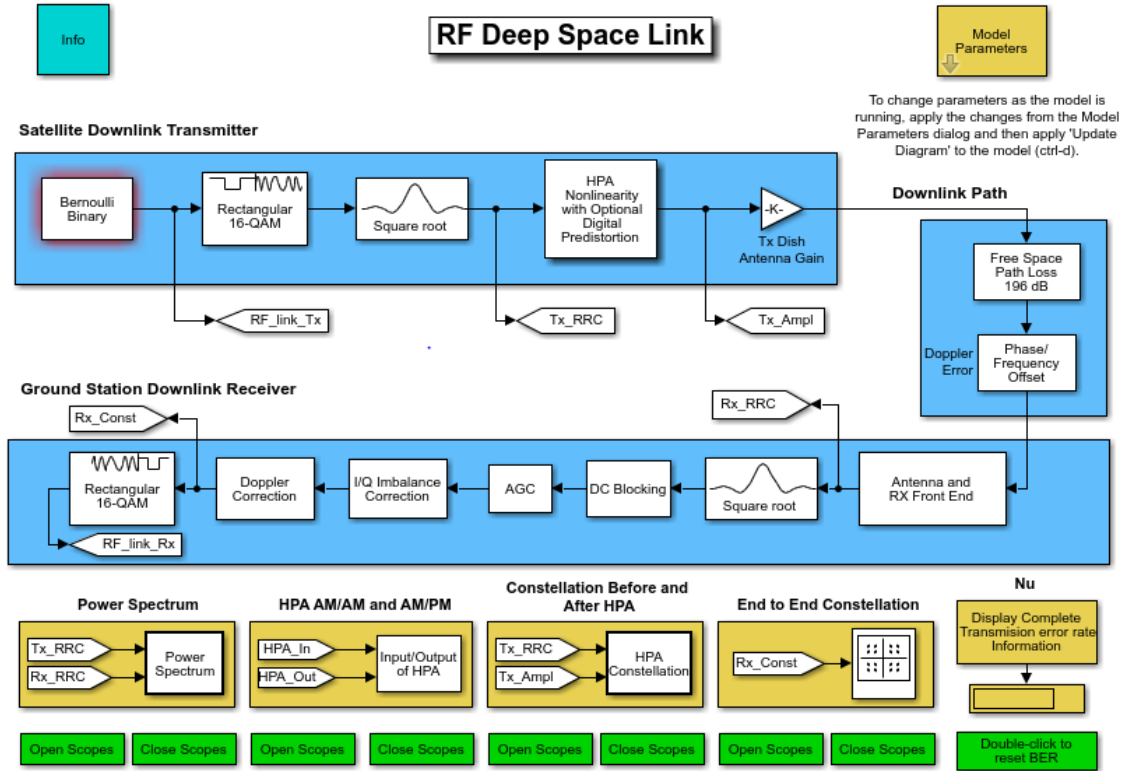 Info
RF Deep Space Link
Model
Parameters
To change parameters as the model is
running, apply the changes from the Model
Parameters dialog and then apply 'Update
Diagram' to the model (ctrl-d).
Satellite Downlink Transmitter
Bernoulli
Binary
Rectangular
16-QAM
Square root
HPA
Nonlinearity
with Optional
Digital
Predistortion
-K-
Tx Dish
Antenna Gain
Downlink Path
Free Space
Path Loss
196 dB
Doppler
Error
Phase/
Frequency
Offset
RF_link_Tx
Tx_RRC
Tx_Ampl
Ground Station Downlink Receiver
Rx_Const
Rx_RRC
Rectangular
16-QAM
Doppler
Correction
I/Q Imbalance
Correction
AGC
DC Blocking
Square root
Antenna and
RX Front End
RF_link_Rx
Power Spectrum
Tx_RRC
Rx_RRC
Power
Spectrum
HPA AM/AM and AM/PM
HPA_In
HPA_Out
Input/Output
of HPA
Constellation Before and
After HPA
Tx_RRC
Tx_Ampl
HPA
Constellation
End to End Constellation
Rx_Const
Nu
Display Complete
Transmision error rate
Information
Open Scopes
Close Scopes
Open Scopes
Close Scopes
Open Scopes
Close Scopes
Open Scopes
Close Scopes
Double-click to
reset BER